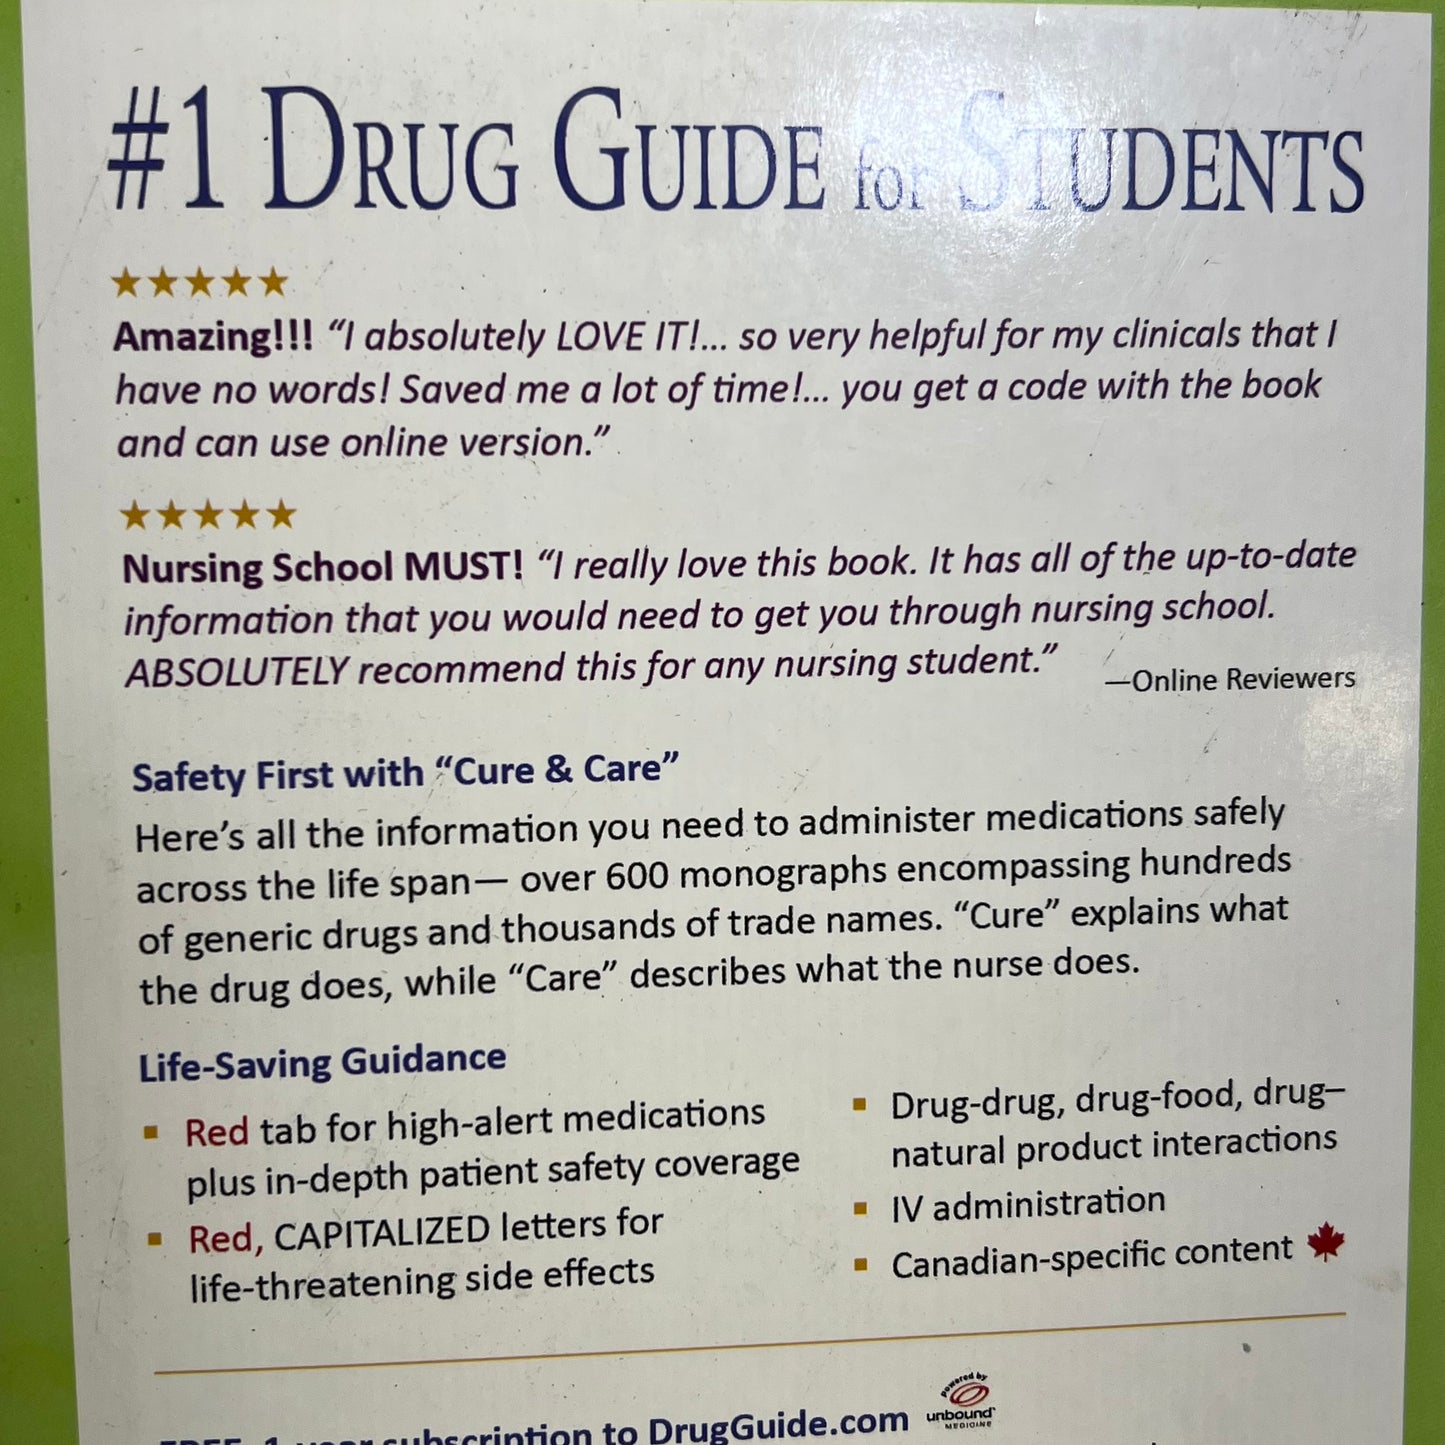 #1 DRUG GUIDE for STUDENTS
★★★★★
Amazing!!! “I absolutely LOVE IT!... so very helpful for my clinicals that I
have no words! Saved me a lot of time!... you get a code with the book
and can use online version.”
★★★★★
Nursing School MUST! “I really love this book. It has all of the up-to-date
information that you would need to get you through nursing school.
ABSOLUTELY recommend this for any nursing student.”
—Online Reviewers
Safety First with “Cure & Care”
Here’s all the information you need to administer medications safely
across the life span— over 600 monographs encompassing hundreds
of generic drugs and thousands of trade names. “Cure” explains what
the drug does, while “Care” describes what the nurse does.
Life-Saving Guidance
▪ Red tab for high-alert medications
plus in-depth patient safety coverage
▪ Red, CAPITALIZED letters for
life-threatening side effects
▪ Drug-drug, drug-food, drug–
natural product interactions
▪ IV administration
▪ Canadian-specific content
FREE, 1-year subscription to DrugGuide.com
powered by
unbound
MEDICINE